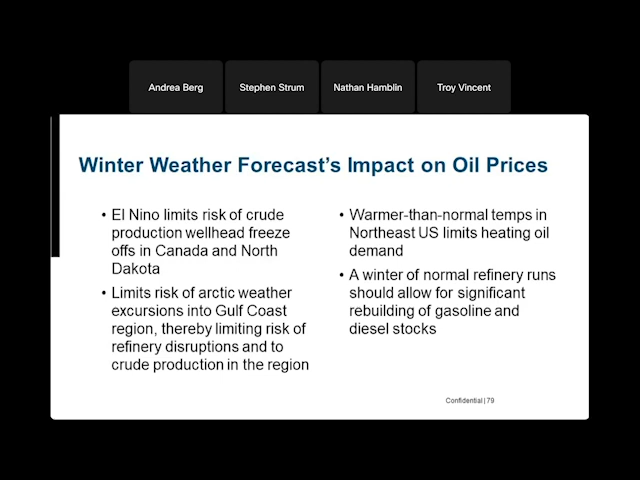 Andrea Berg
Stephen Strum
Nathan Hamblin
Troy Vincent
Winter Weather Forecast's Impact on Oil Prices
• El Nino limits risk of crude
production wellhead freeze
offs in Canada and North
Dakota
• Limits risk of arctic weather
excursions into Gulf Coast
region, thereby limiting risk of
refinery disruptions and to
crude production in the region
• Warmer-than-normal temps in
Northeast US limits heating oil
demand
• A winter of normal refinery runs
should allow for significant
rebuilding of gasoline and
diesel stocks
Confidential | 79